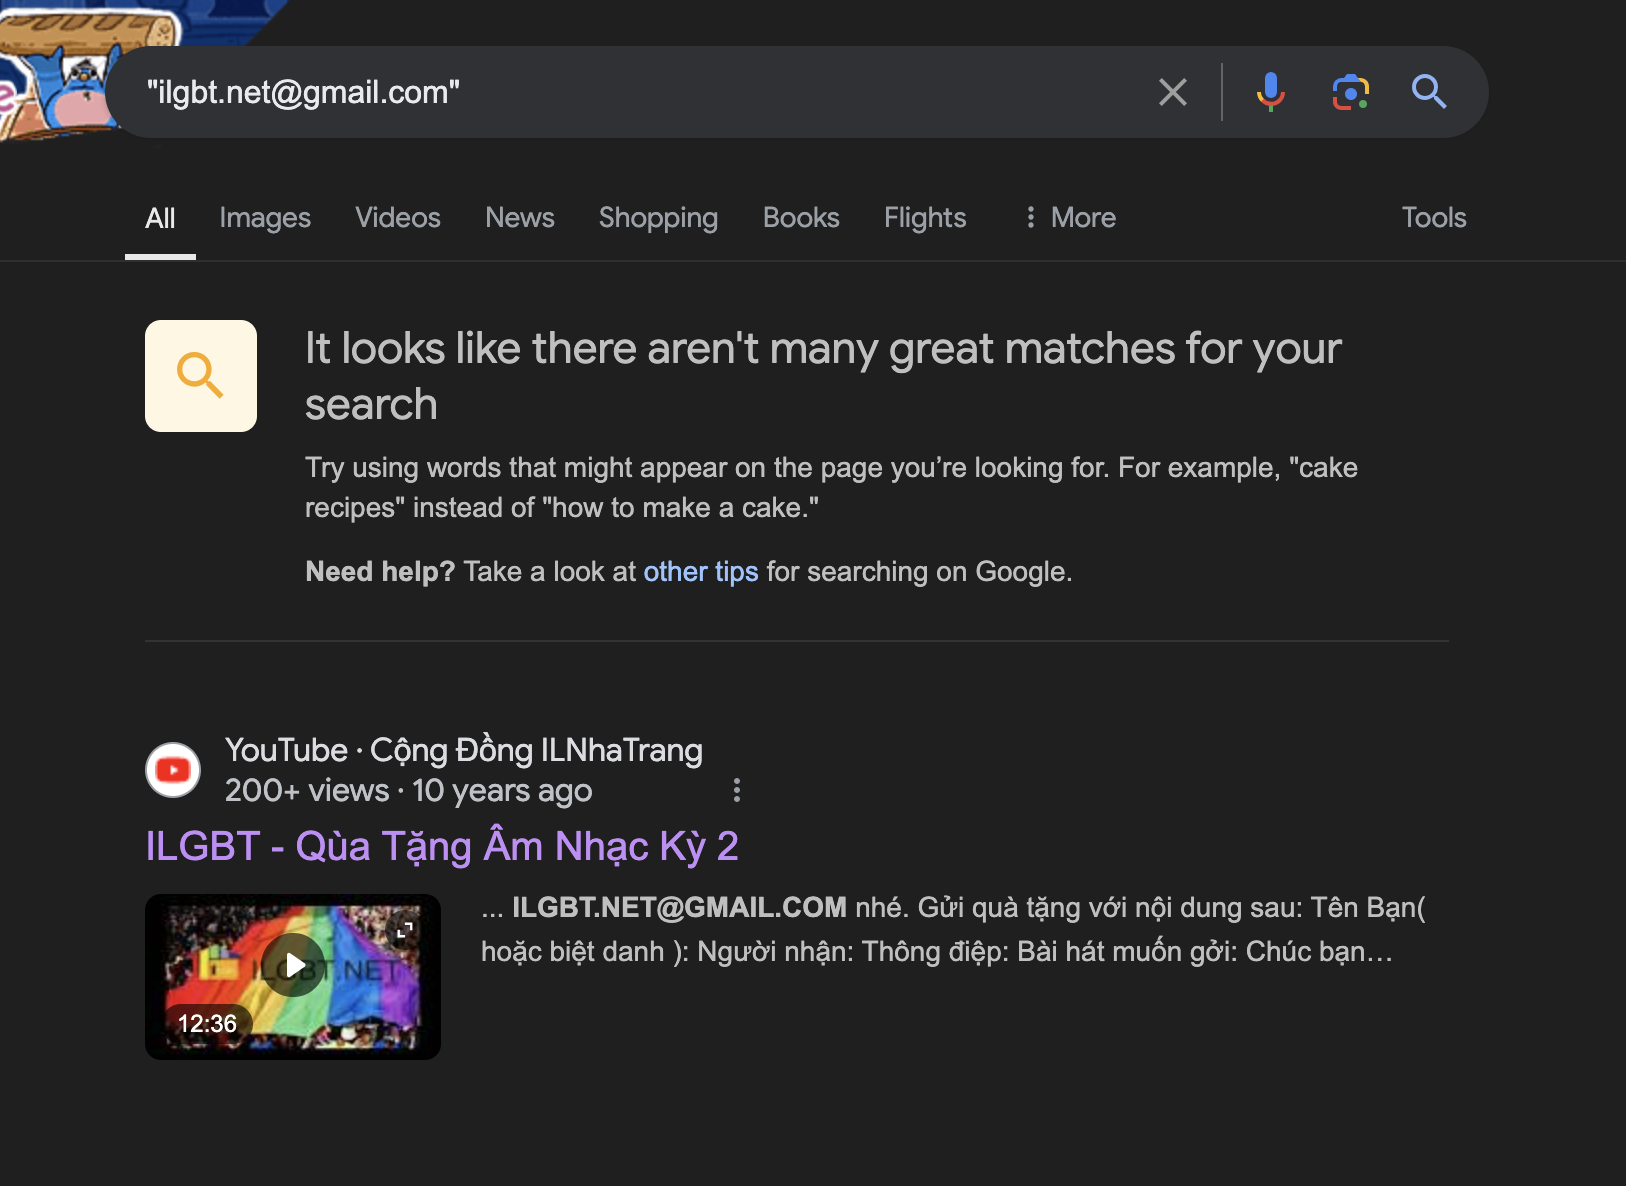 "ilgbt.net@gmail.com"
All Images Videos News Shopping Books Flights More Tools
It looks like there aren't many great matches for your
search
Try using words that might appear on the page you’re looking for. For example, "cake
recipes" instead of "how to make a cake."
Need help? Take a look at other tips for searching on Google.
YouTube · Cộng Đồng ILNhaTrang
200+ views · 10 years ago
ILGBT - Qùa Tặng Âm Nhạc Kỳ 2
... ILGBT.NET@GMAIL.COM nhé. Gửi quà tặng với nội dung sau: Tên Bạn(
hoặc biệt danh ): Người nhận: Thông điệp: Bài hát muốn gởi: Chúc bạn...
ILGBT.NET
12:36